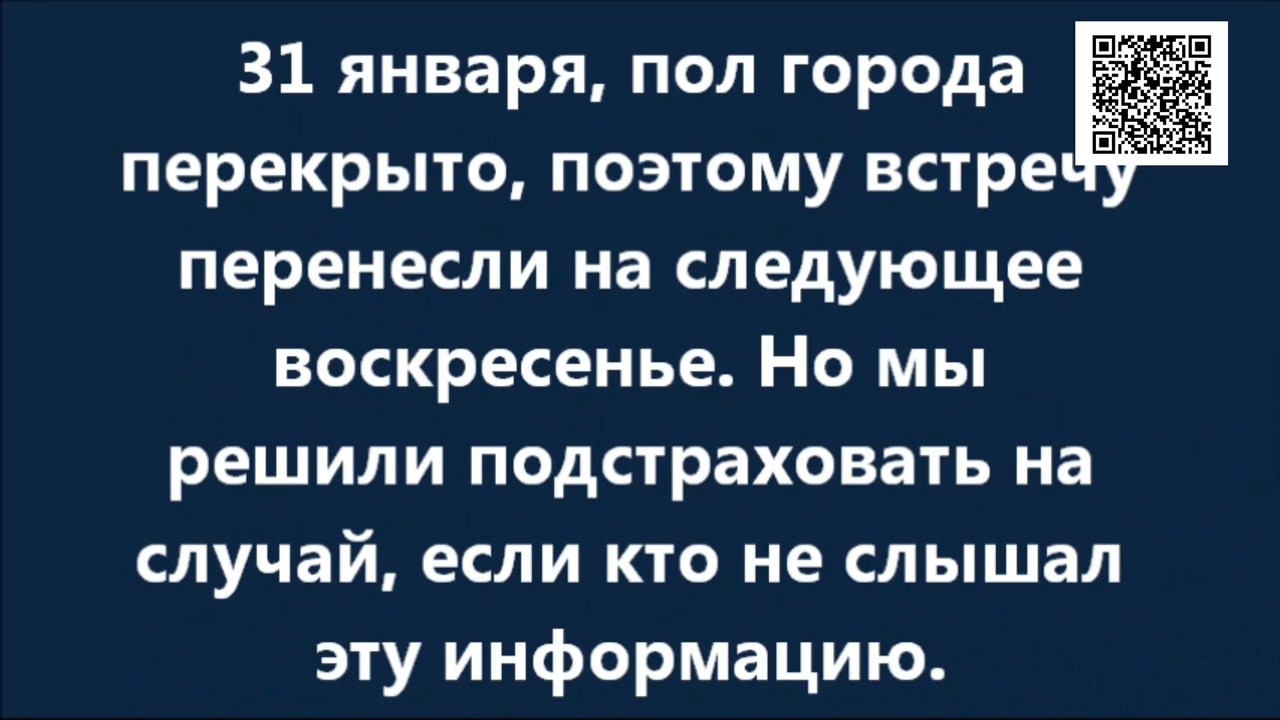 31 января, пол города
перекрыто, поэтому встречу
перенесли на следующее
воскресенье. Но мы
решили подстраховать на
случай, если кто не слышал
эту информацию.